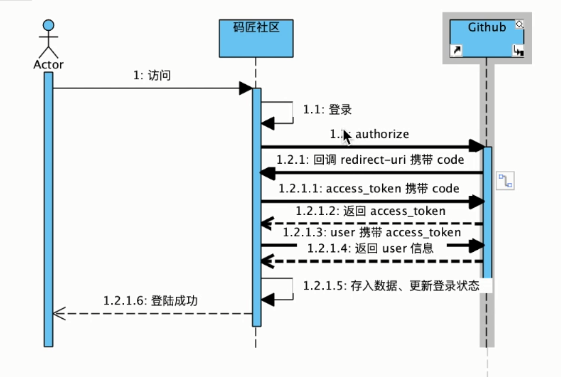 码匠社区
Github
Actor
1: 访问
1.1: 登录
authorize
1.2.1: 回调 redirect-uri 携带 code
1.2.1.1: access_token 携带 code
1.2.1.2: 返回 access_token
1.2.1.3: user 携带 access_token
1.2.1.4: 返回 user 信息
1.2.1.5: 存入数据、更新登录状态
1.2.1.6: 登陆成功